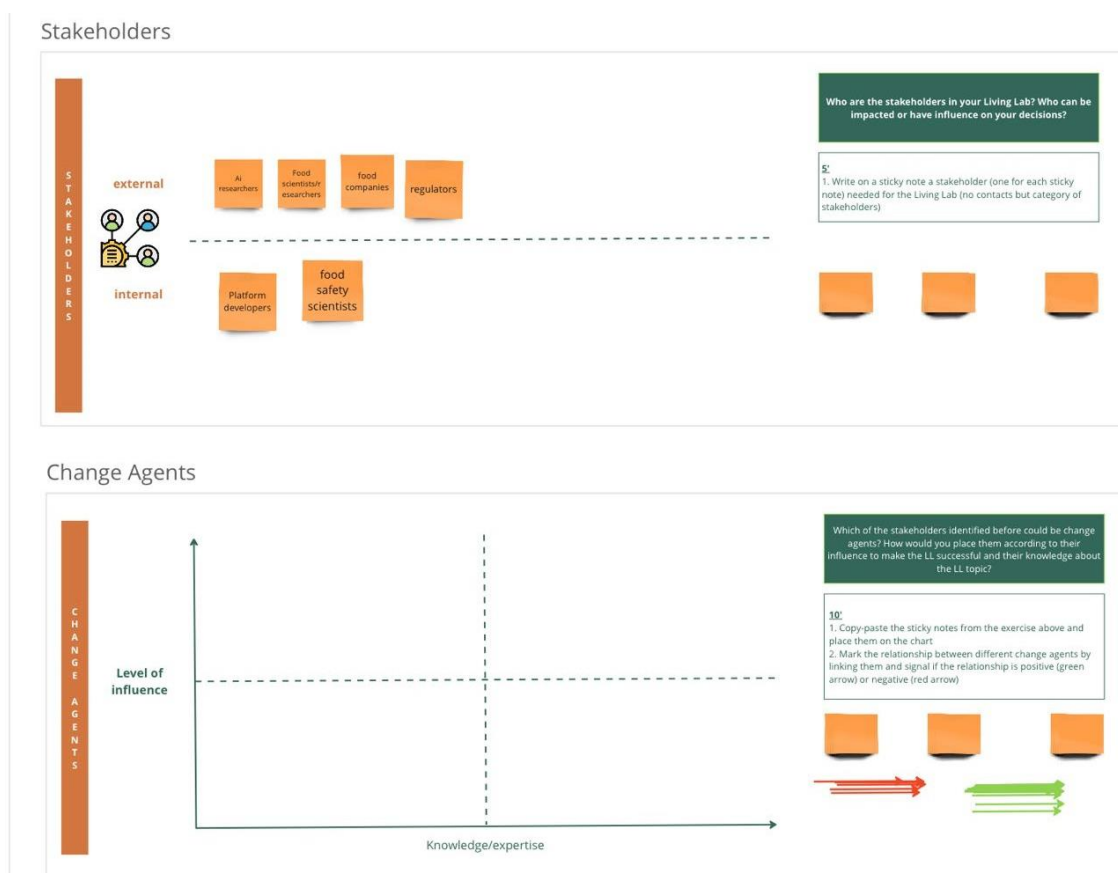 Stakeholders
STAKEHOLDERS
Who are the stakeholders in your Living Lab? Who can be
impacted or have influence on your decisions?
external
Ai
researchers
Food
scientists/r
esearchers
food
companies
regulators
5'
1. Write on a sticky note a stakeholder (one for each sticky
note) needed for the Living Lab (no contacts but category of
stakeholders)
internal
Platform
developers
food
safety
scientists
Change Agents
CHANGE AGENTS
Which of the stakeholders identified before could be change
agents? How would you place them according to their
influence to make the LL successful and their knowledge about
the LL topic?
10'
1. Copy-paste the sticky notes from the exercise above and
place them on the chart
2. Mark the relationship between different change agents by
linking them and signal if the relationship is positive (green
arrow) or negative (red arrow)
Level of
influence
Knowledge/expertise